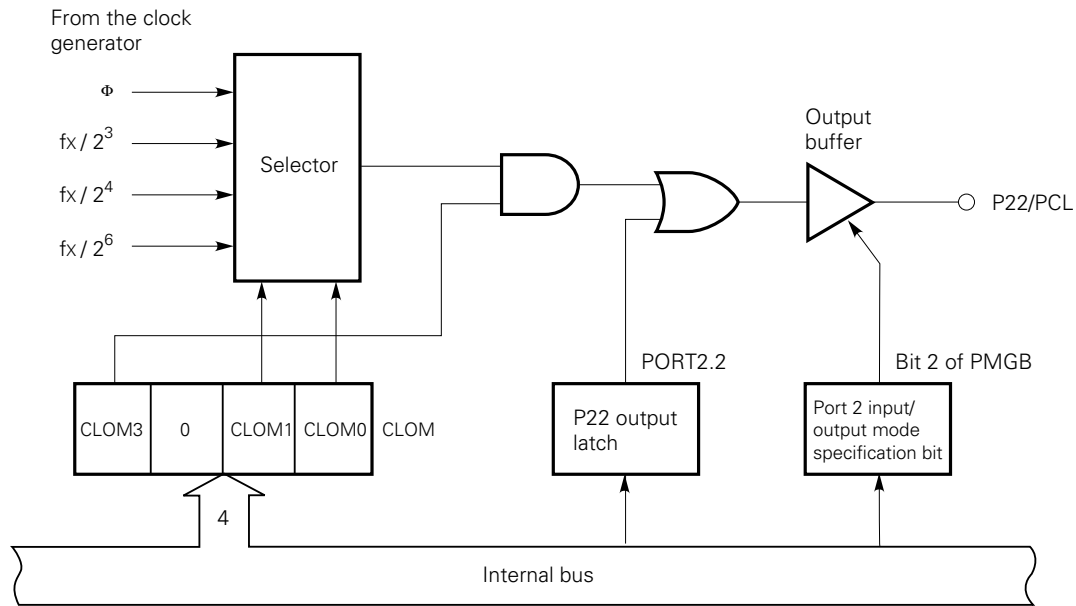 From the clock
generator
Φ
fx / 2³
fx / 2⁴
fx / 2⁶
Selector
Output
buffer
P22/PCL
PORT2.2
Bit 2 of PMGB
CLOM3
0
CLOM1
CLOM0
CLOM
P22 output
latch
Port 2 input/
output mode
specification bit
4
Internal bus